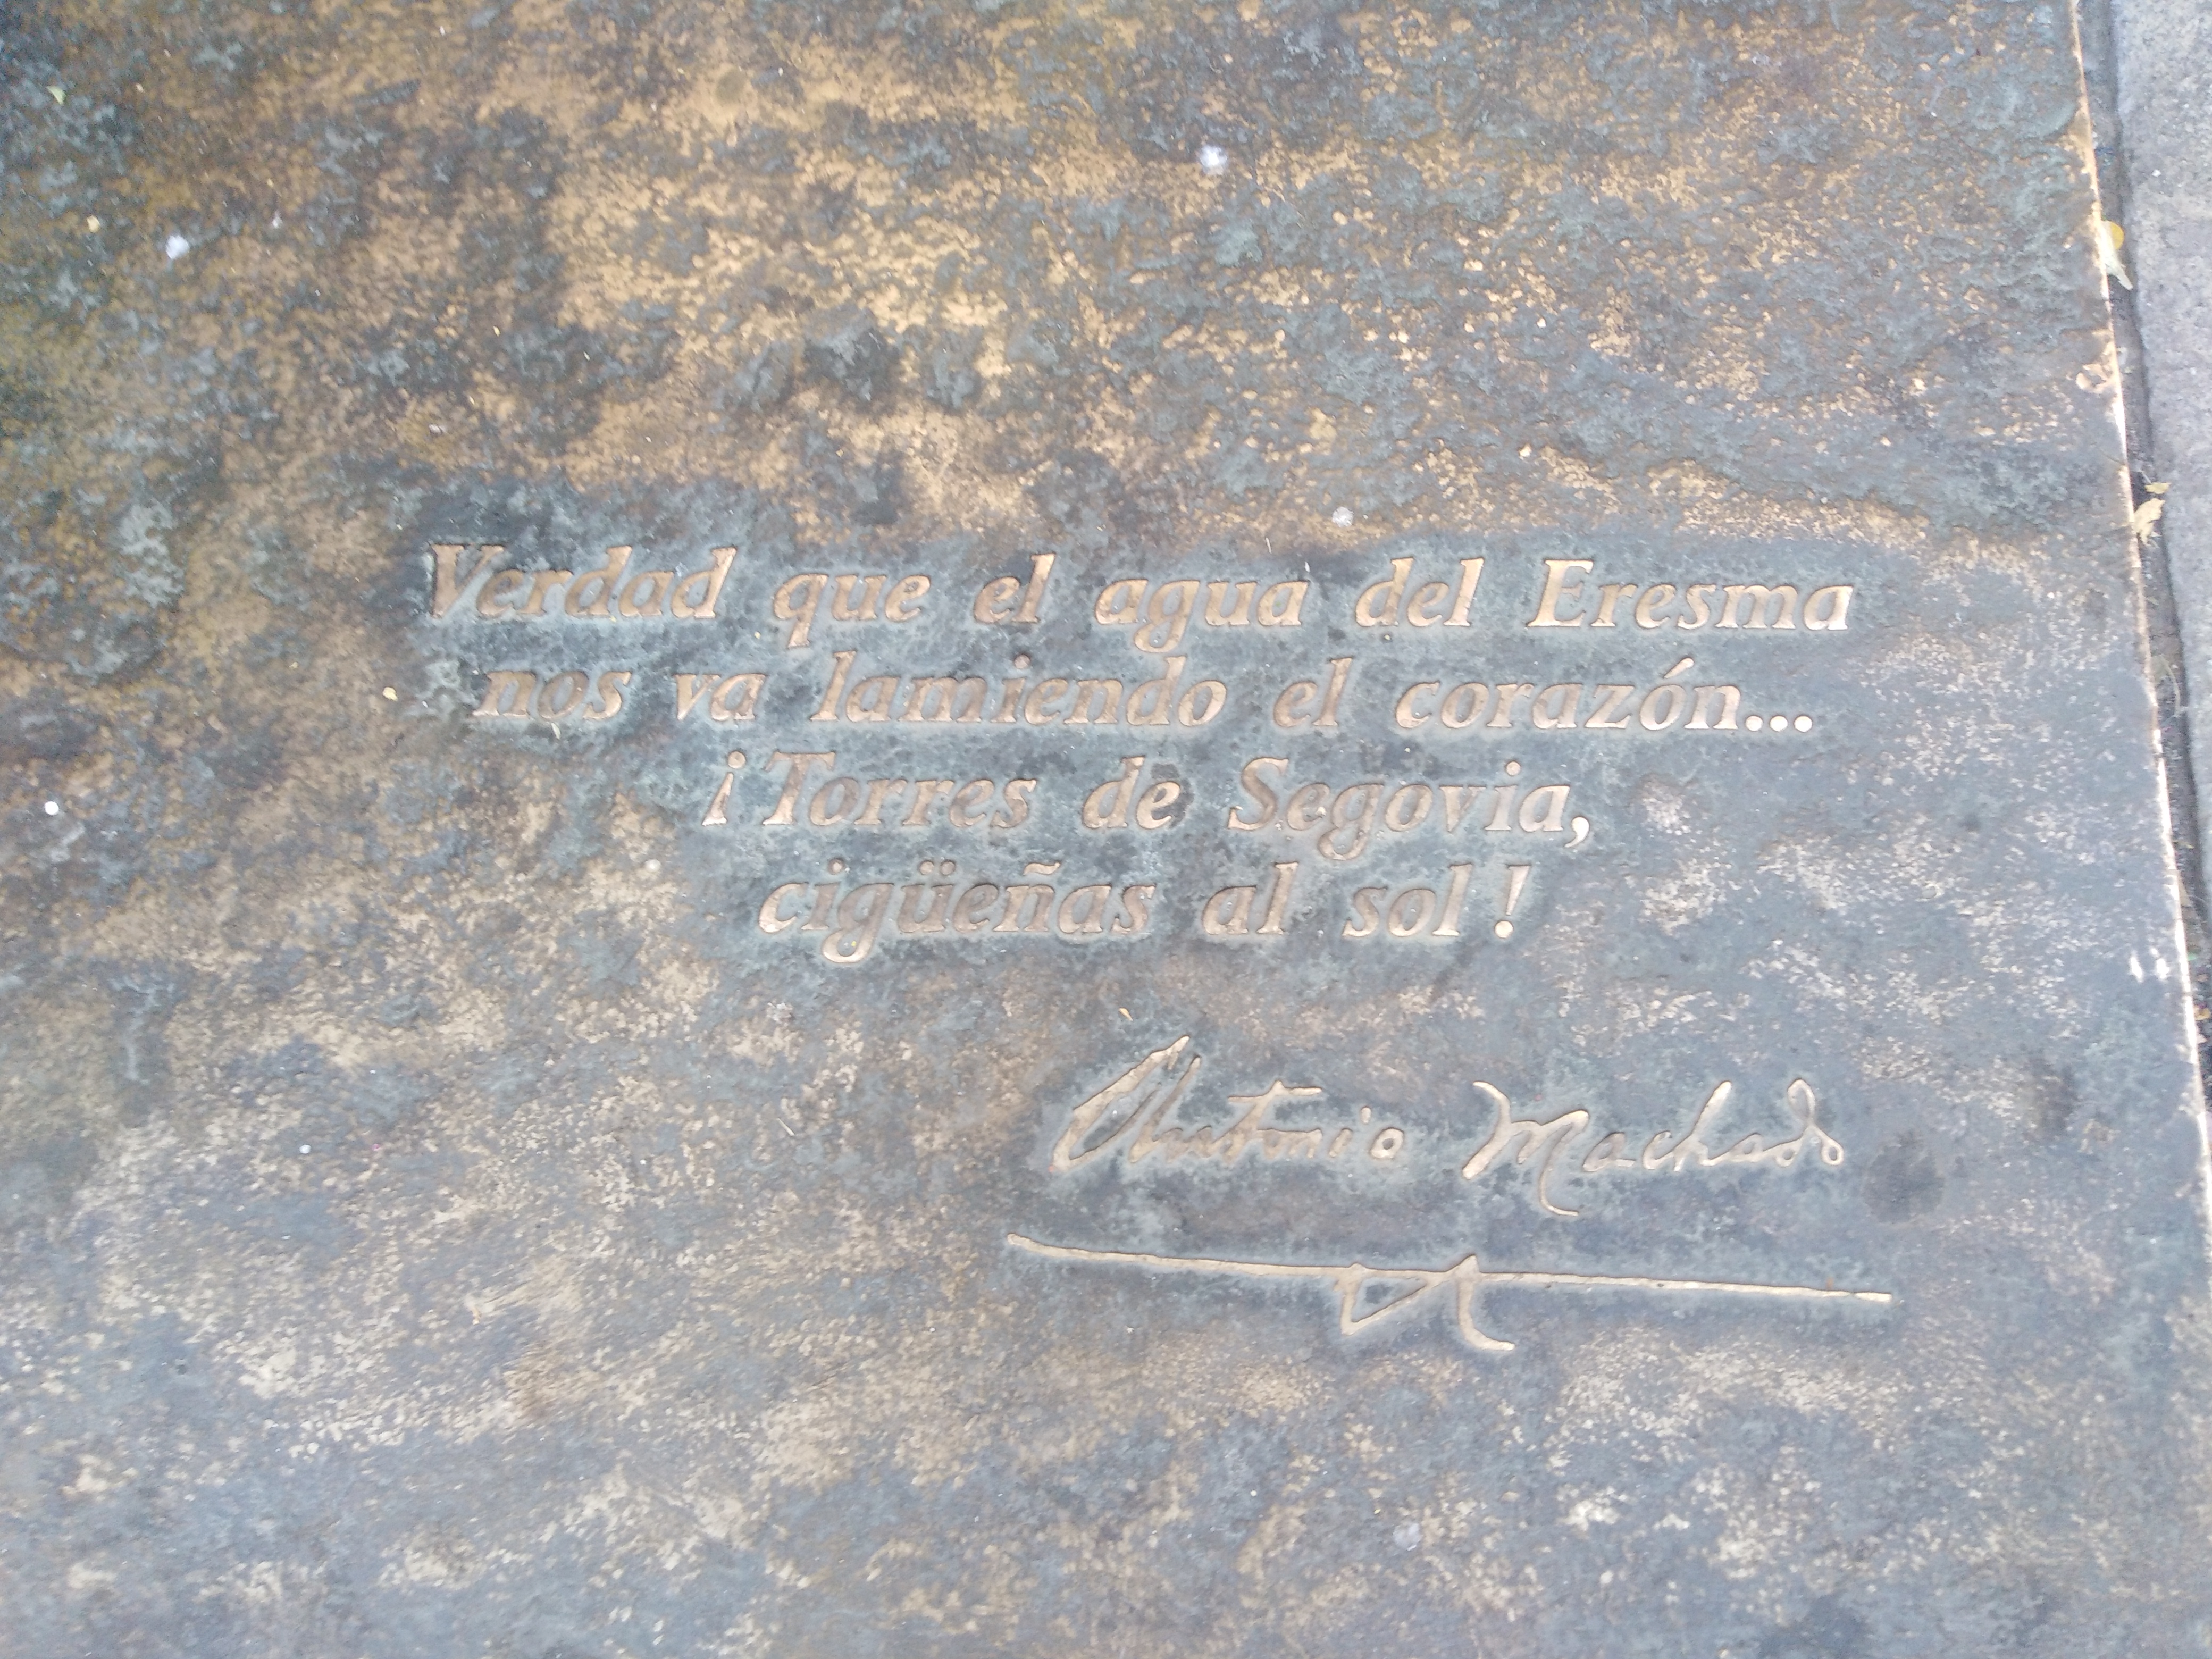 Verdad que el agua del Eresma
nos va lamiendo el corazón...
¡Torres de Segovia,
cigüeñas al sol!
Antonio Machado